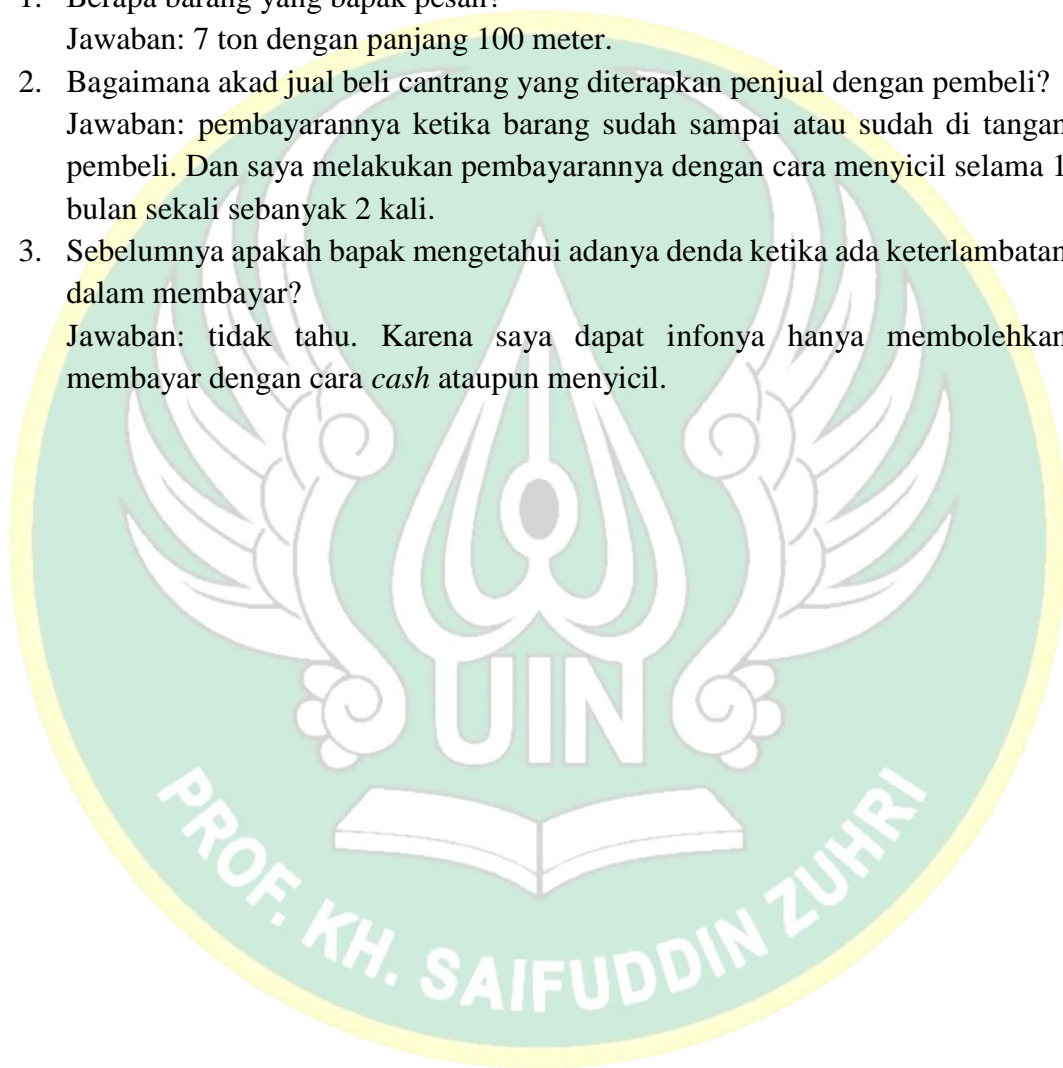 1. Berapa barang yang bapak pesan?
Jawaban: 7 ton dengan panjang 100 meter.
2. Bagaimana akad jual beli cantrang yang diterapkan penjual dengan pembeli?
Jawaban: pembayarannya ketika barang sudah sampai atau sudah di tangan
pembeli. Dan saya melakukan pembayarannya dengan cara menyicil selama 1
bulan sekali sebanyak 2 kali.
3. Sebelumnya apakah bapak mengetahui adanya denda ketika ada keterlambatan
dalam membayar?
Jawaban: tidak tahu. Karena saya dapat infonya hanya membolehkan
membayar dengan cara cash ataupun menyicil.
UIN
PROF. KH. SAIFUDDIN ZUHRI